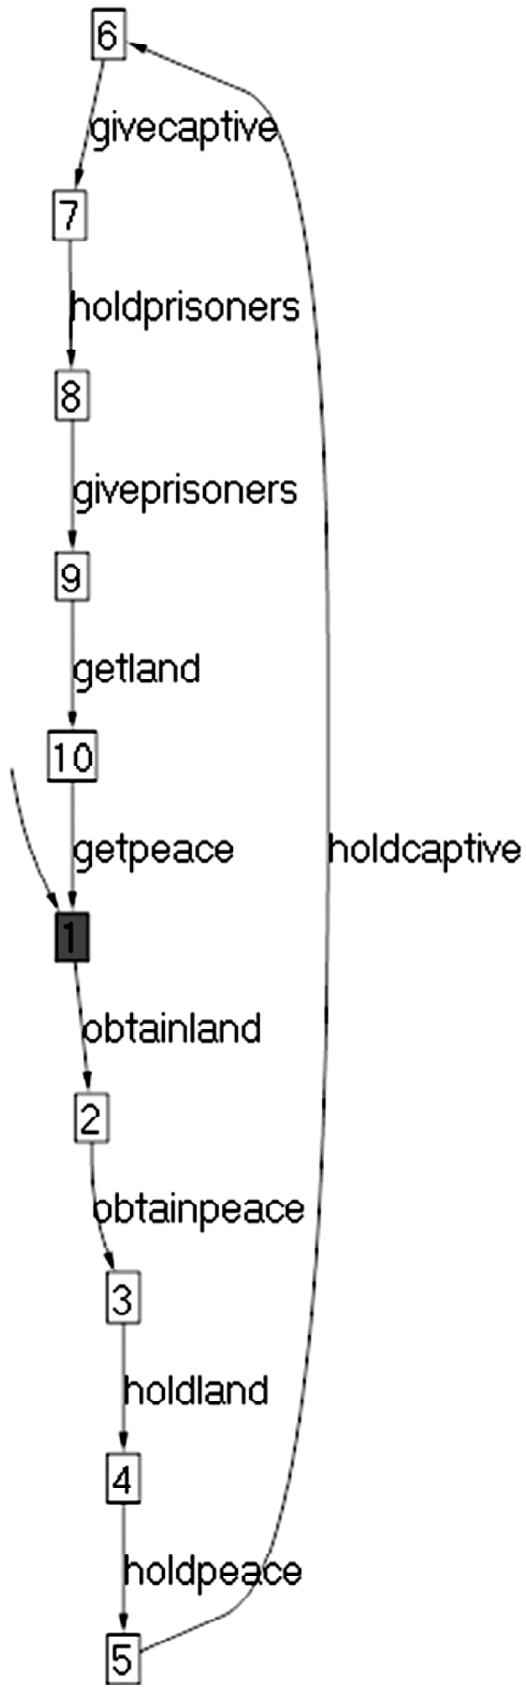 6
givecaptive
7
holdprisoners
8
giveprisoners
9
getland
10
getpeace
holdcaptive
1
obtainland
2
obtainpeace
3
holdland
4
holdpeace
5